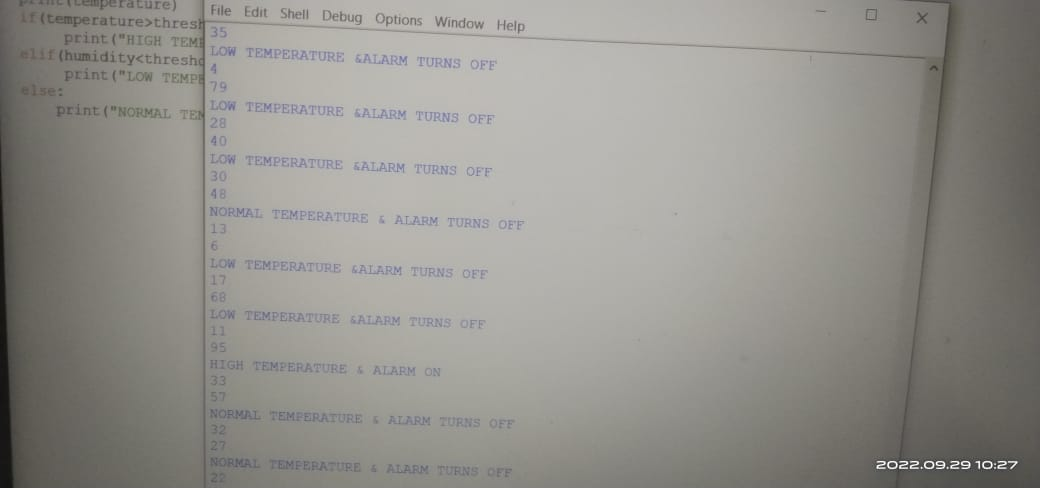 print(temperature)
if(temperature>thresh
print("HIGH TEM
elif(humidity<thresho
print("LOW TEMPE
else:
print("NORMAL TEM
File Edit Shell Debug Options Window Help
35
LOW TEMPERATURE &ALARM TURNS OFF
4
79
LOW TEMPERATURE &ALARM TURNS OFF
28
40
LOW TEMPERATURE &ALARM TURNS OFF
30
48
NORMAL TEMPERATURE & ALARM TURNS OFF
13
6
LOW TEMPERATURE &ALARM TURNS OFF
17
68
LOW TEMPERATURE &ALARM TURNS OFF
11
95
HIGH TEMPERATURE & ALARM ON
33
57
NORMAL TEMPERATURE & ALARM TURNS OFF
32
27
NORMAL TEMPERATURE & ALARM TURNS OFF
22
2022.09.29 10:27